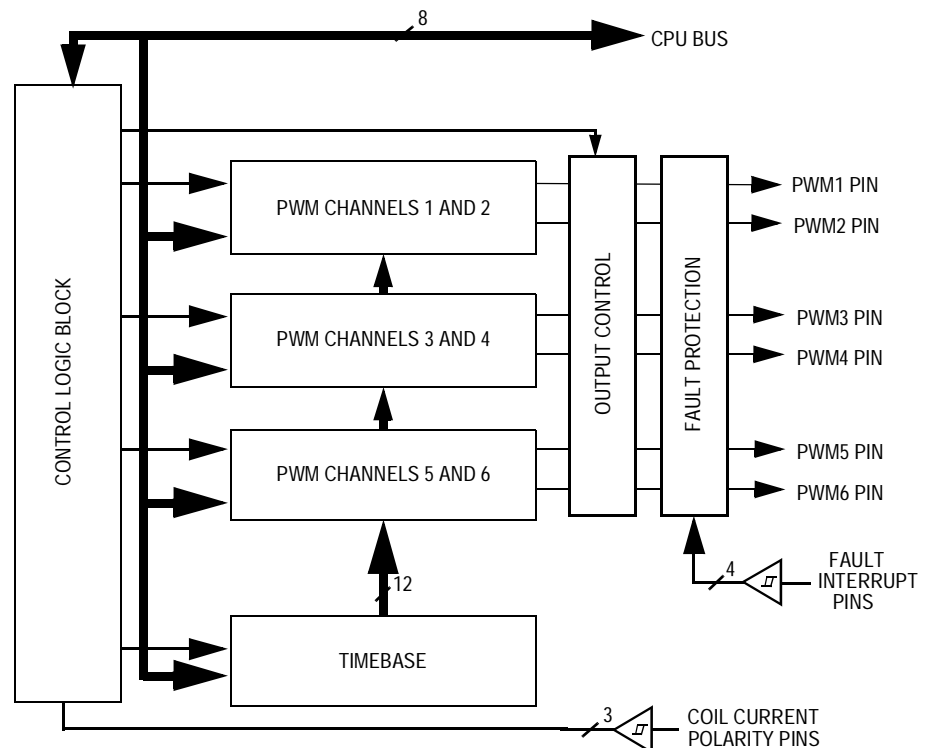 8
CPU BUS
CONTROL LOGIC BLOCK
PWM CHANNELS 1 AND 2
PWM CHANNELS 3 AND 4
PWM CHANNELS 5 AND 6
12
TIMEBASE
OUTPUT CONTROL
FAULT PROTECTION
PWM1 PIN
PWM2 PIN
PWM3 PIN
PWM4 PIN
PWM5 PIN
PWM6 PIN
4
FAULT
INTERRUPT
PINS
3
COIL CURRENT
POLARITY PINS